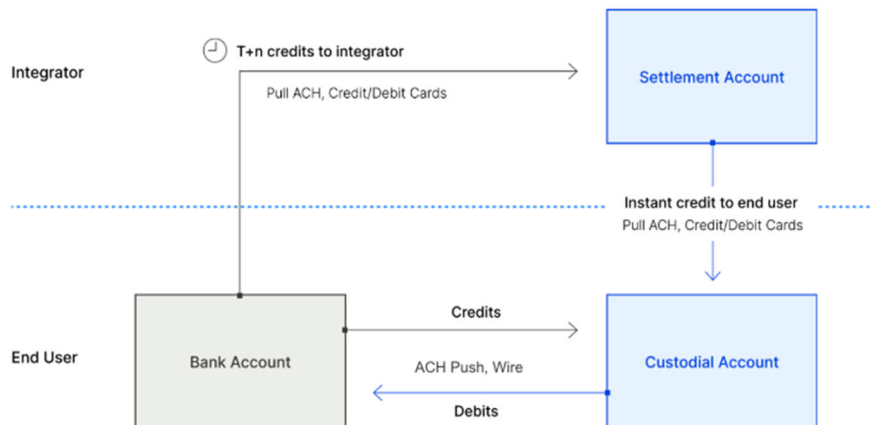 T+n credits to integrator
Integrator
Pull ACH, Credit/Debit Cards
Settlement Account
Instant credit to end user
Pull ACH, Credit/Debit Cards
Credits
End User
Bank Account
ACH Push, Wire
Custodial Account
Debits